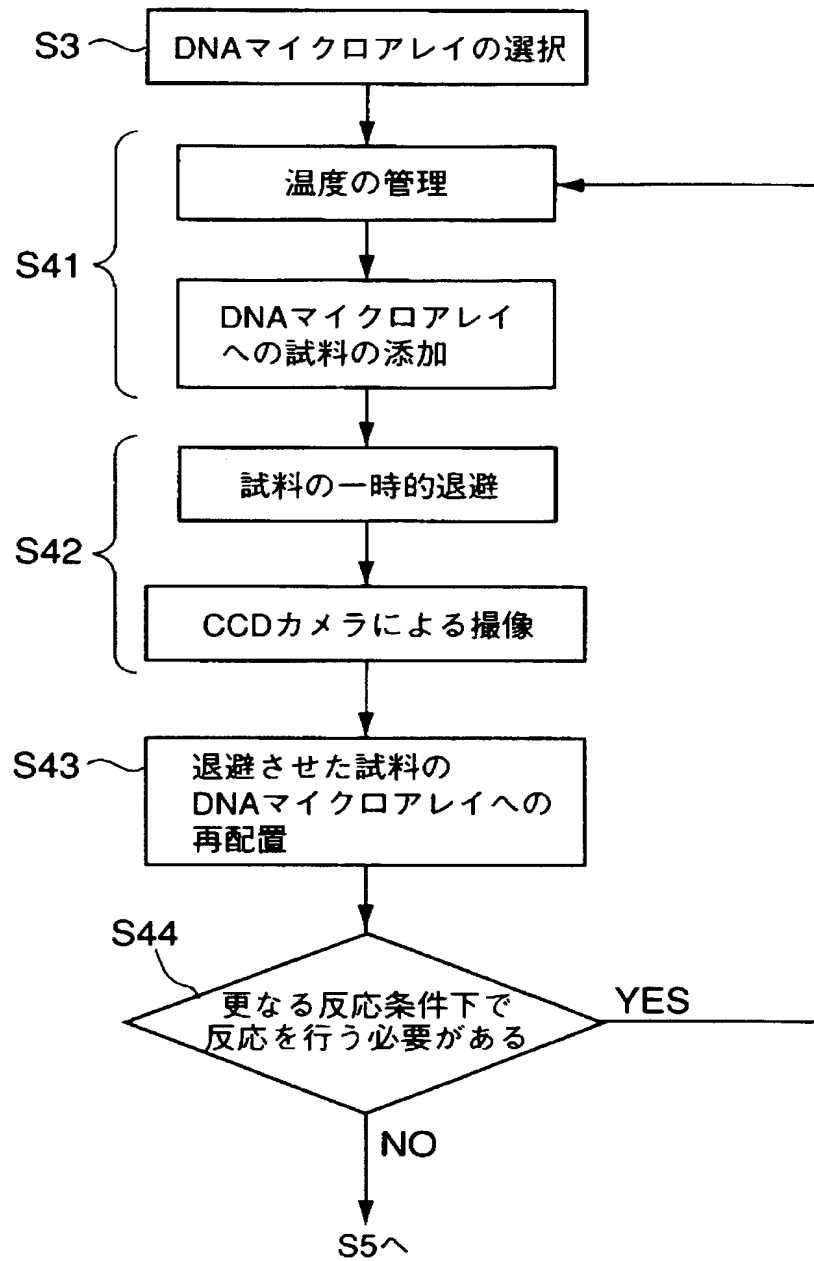 S3
DNAマイクロアレイの選択
温度の管理
S41
DNAマイクロアレイ
への試料の添加
試料の一時的退避
S42
CCDカメラによる撮像
S43
退避させた試料の
DNAマイクロアレイへの
再配置
S44
更なる反応条件下で
反応を行う必要がある
YES
NO
S5へ